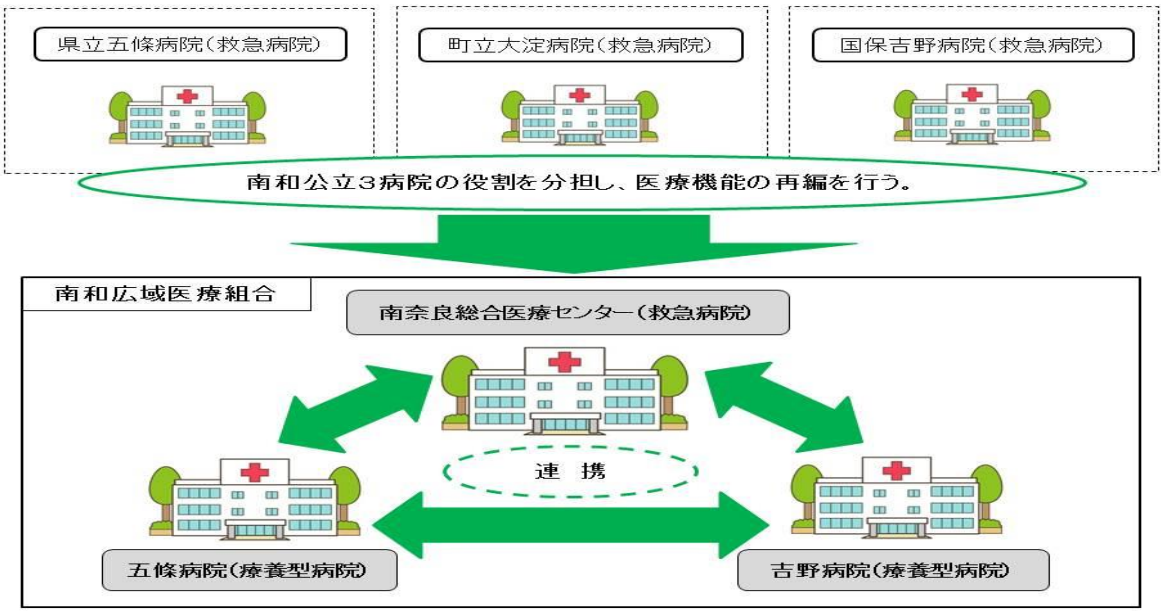 県立五條病院(救急病院)
町立大淀病院(救急病院)
国保吉野病院(救急病院)
南和公立３病院の役割を分担し、医療機能の再編を行う。
南和広域医療組合
南奈良総合医療センター(救急病院)
連 携
五條病院(療養型病院)
吉野病院(療養型病院)